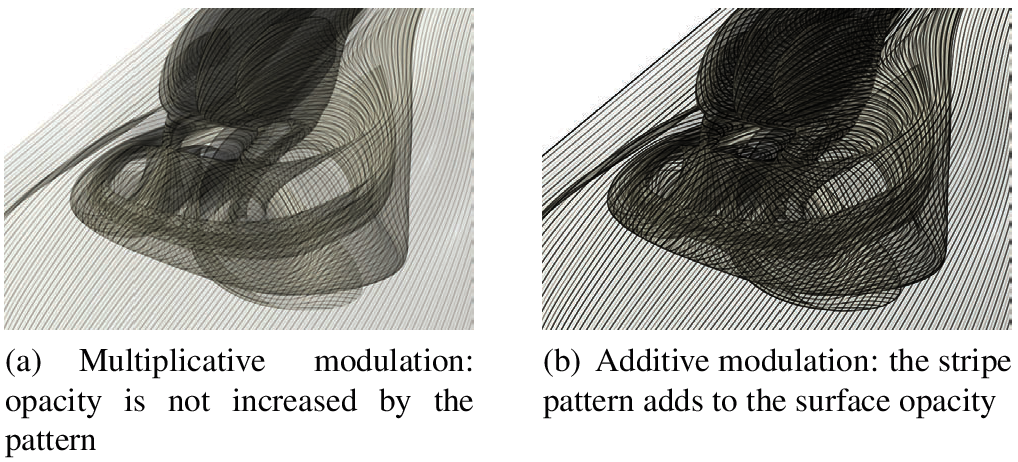 (a) Multiplicative modulation:
opacity is not increased by the
pattern
(b) Additive modulation: the stripe
pattern adds to the surface opacity